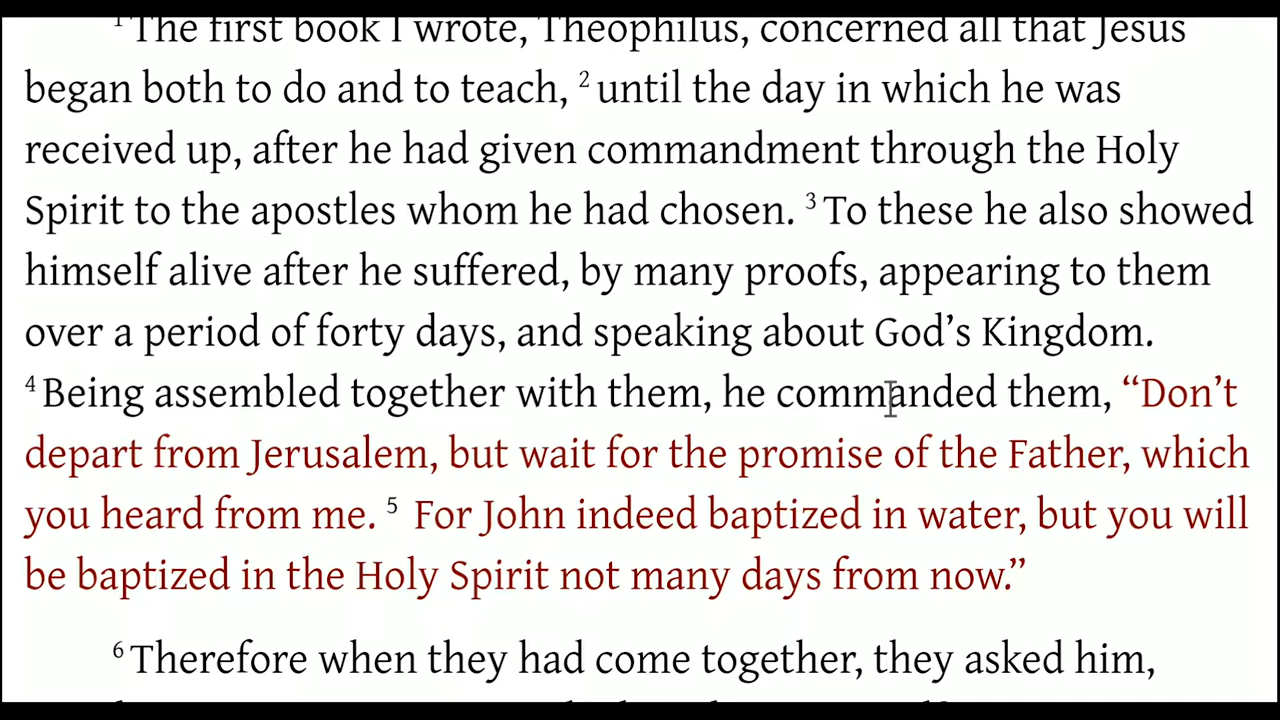 1 The first book I wrote, Theophilus, concerned all that Jesus
began both to do and to teach, 2 until the day in which he was
received up, after he had given commandment through the Holy
Spirit to the apostles whom he had chosen. 3 To these he also showed
himself alive after he suffered, by many proofs, appearing to them
over a period of forty days, and speaking about God’s Kingdom.
4 Being assembled together with them, he commanded them, “Don’t
depart from Jerusalem, but wait for the promise of the Father, which
you heard from me. 5 For John indeed baptized in water, but you will
be baptized in the Holy Spirit not many days from now.”
6 Therefore when they had come together, they asked him,